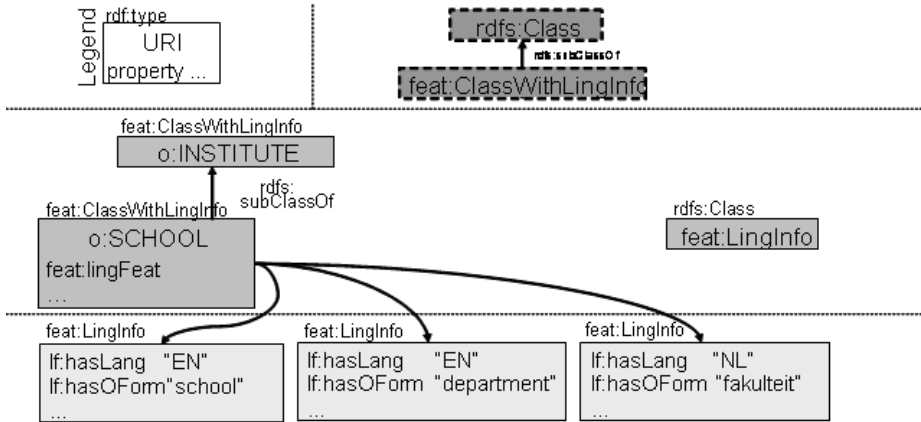 Legend
rdf:type
URI
property ...
rdfs:Class
rdfs:subClassOf
feat:ClassWithLingInfo
feat:ClassWithLingInfo
o:INSTITUTE
rdfs:
subClassOf
feat:ClassWithLingInfo
o:SCHOOL
feat:lingFeat
...
rdfs:Class
feat:LingInfo
feat:LingInfo
lf:hasLang "EN"
lf:hasOForm"school"
...
feat:LingInfo
lf:hasLang "EN"
lf:hasOForm "department"
...
feat:LingInfo
lf:hasLang "NL"
lf:hasOForm "fakulteit"
...